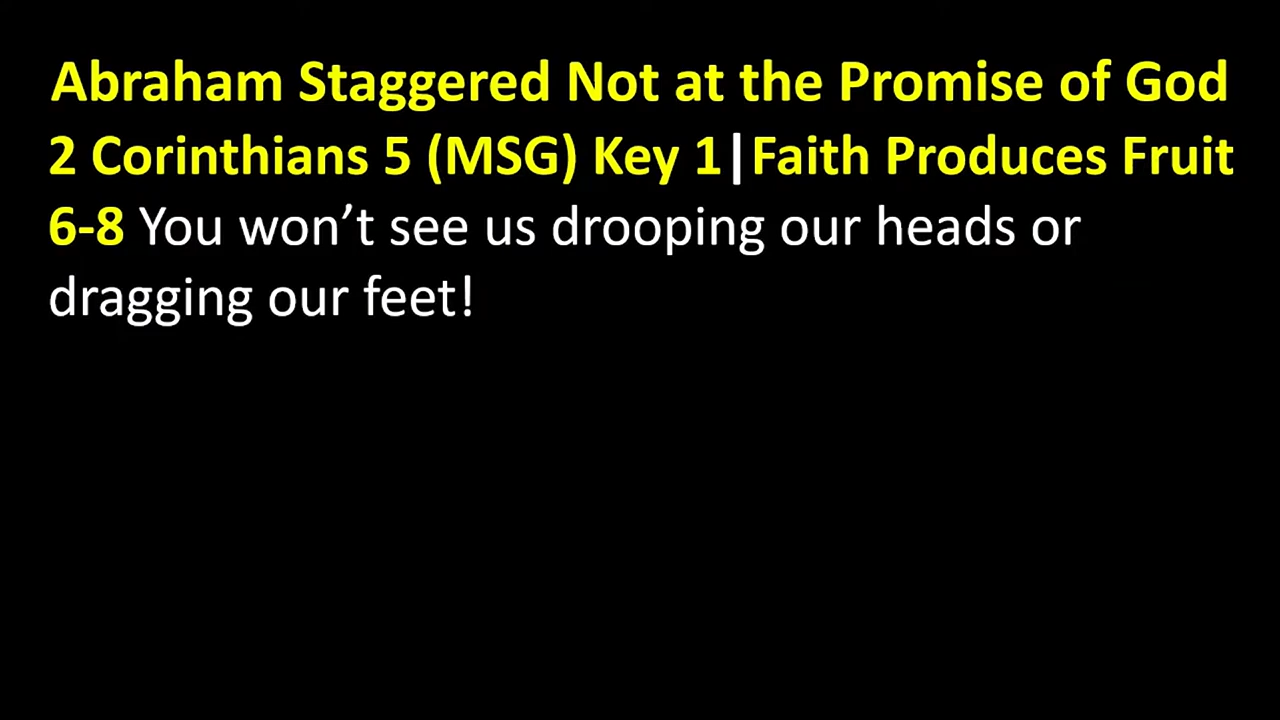 Abraham Staggered Not at the Promise of God
2 Corinthians 5 (MSG) Key 1|Faith Produces Fruit
6-8 You won’t see us drooping our heads or
dragging our feet!